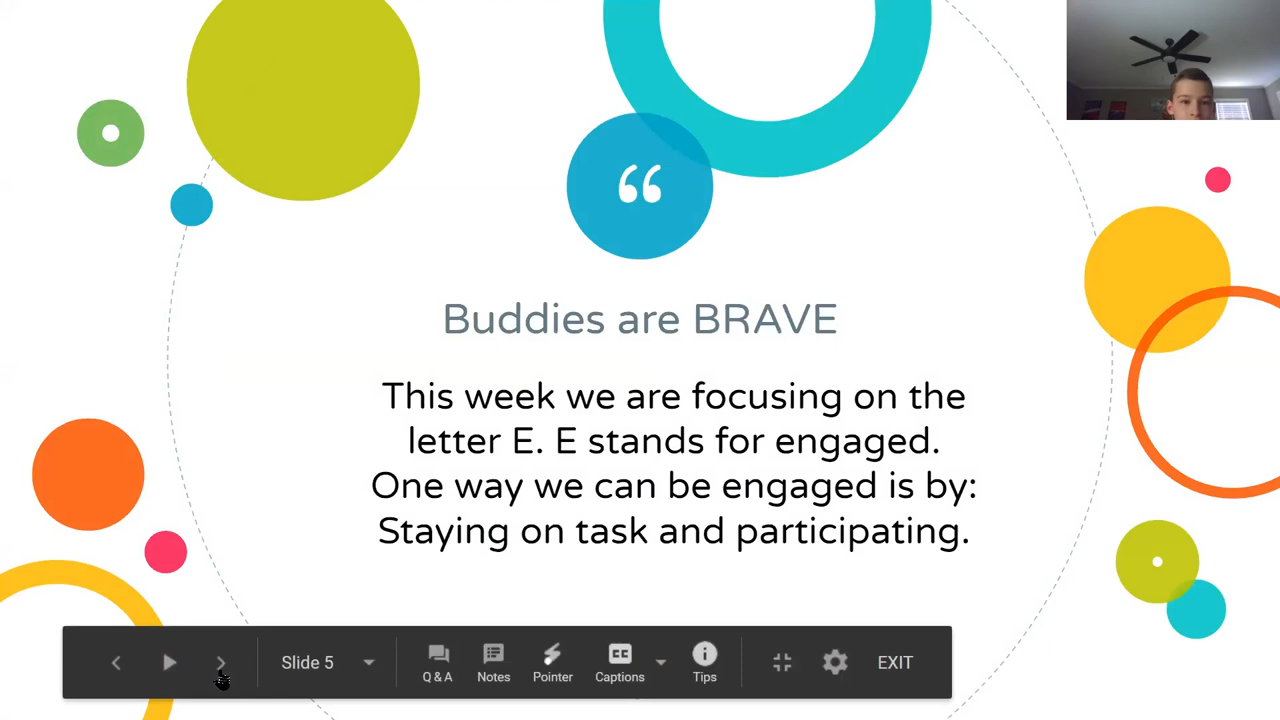 “
Buddies are BRAVE
This week we are focusing on the
letter E. E stands for engaged.
One way we can be engaged is by:
Staying on task and participating.
Slide 5
Q & A
Notes
Pointer
CC
Captions
Tips
EXIT